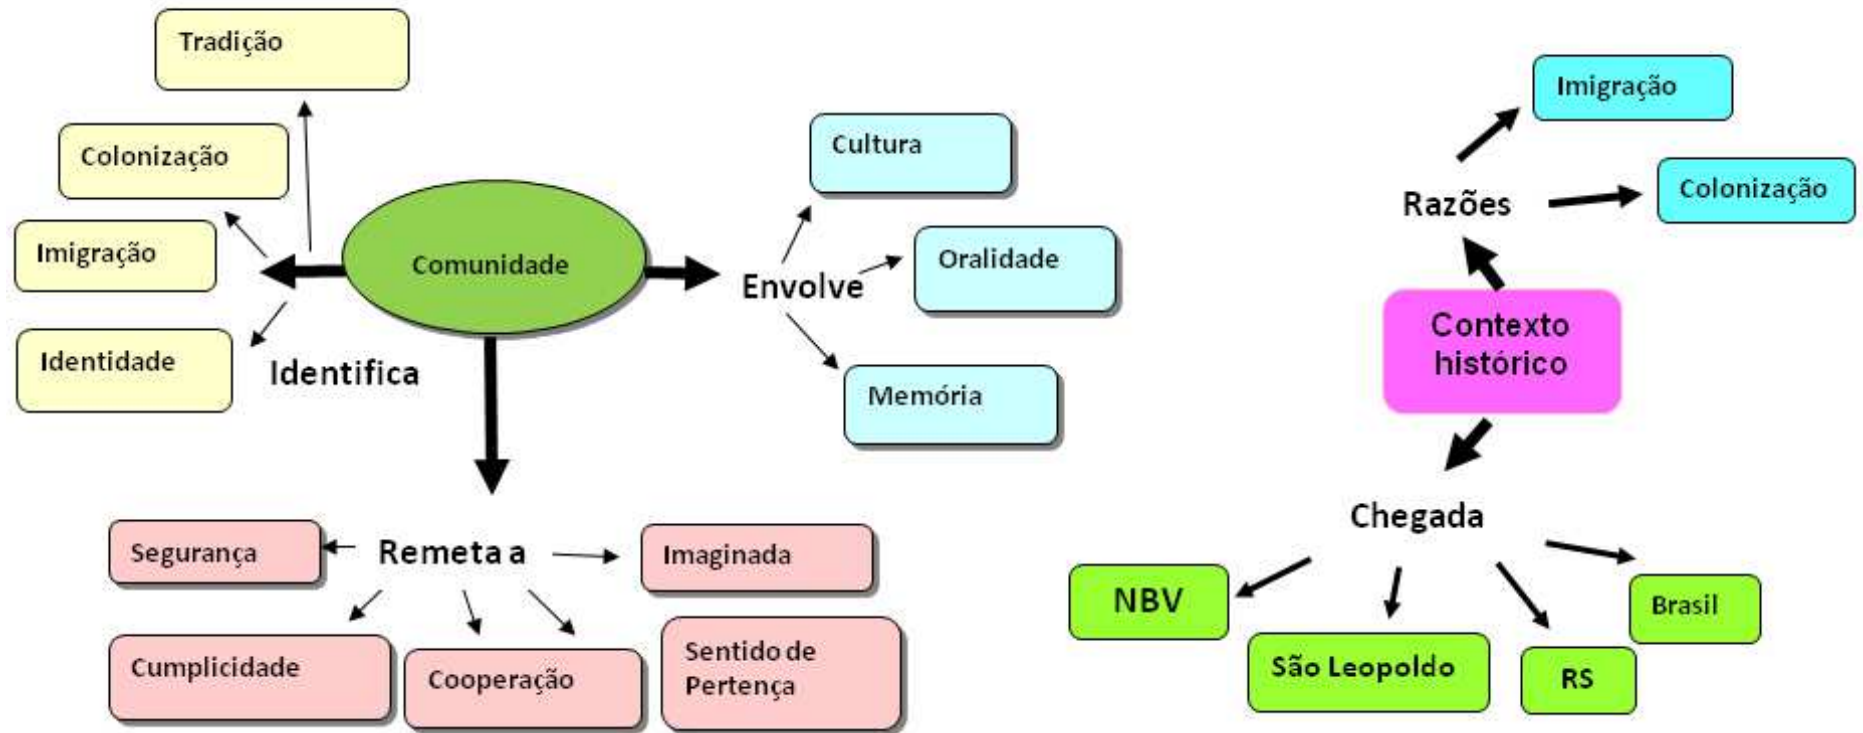 Tradição
Colonização
Imigração
Identidade
Identifica
Comunidade
Envolve
Cultura
Oralidade
Memória
Remeta a
Segurança
Imaginada
Cumplicidade
Cooperação
Sentido de
Pertença
Imigração
Colonização
Razões
Contexto
histórico
Chegada
NBV
São Leopoldo
RS
Brasil